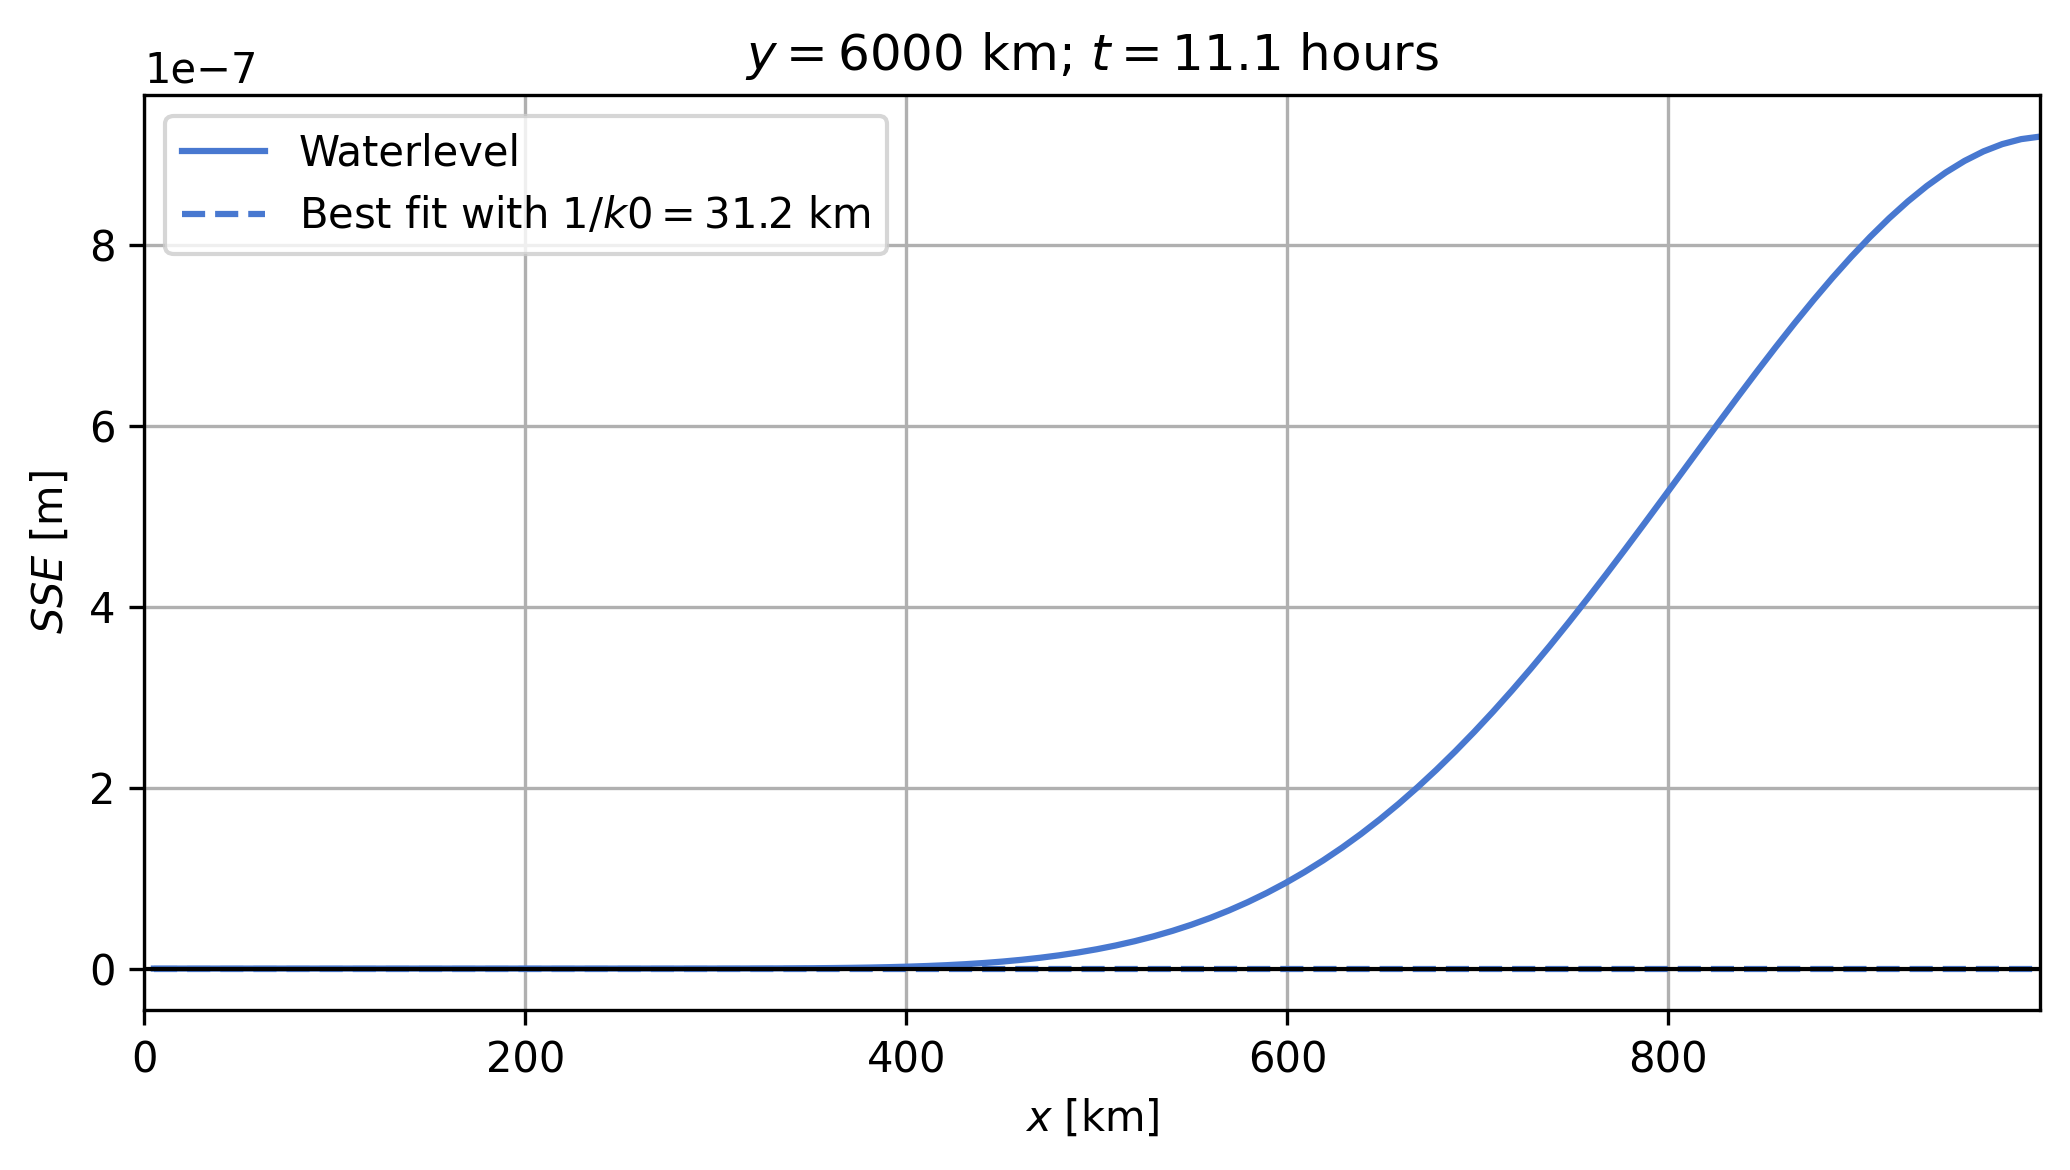 y = 6000 km; t = 11.1 hours
1e−7
Waterlevel
Best fit with 1/k0 = 31.2 km
8
6
4
2
0
SSE [m]
0 200 400 600 800
x [km]